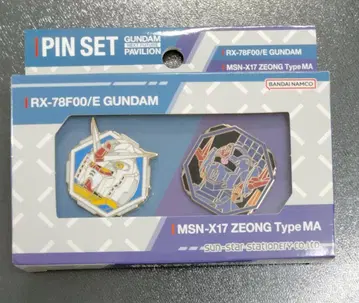 PIN SET
GUNDAM
NEXT FUTURE
PAVILION
RX-78F00/E GUNDAM
MSN-X17 ZEONG Type MA
RX-78F00/E GUNDAM
BANDAI NAMCO
MSN-X17 ZEONG Type MA
sun-star stationery co.,ltd.